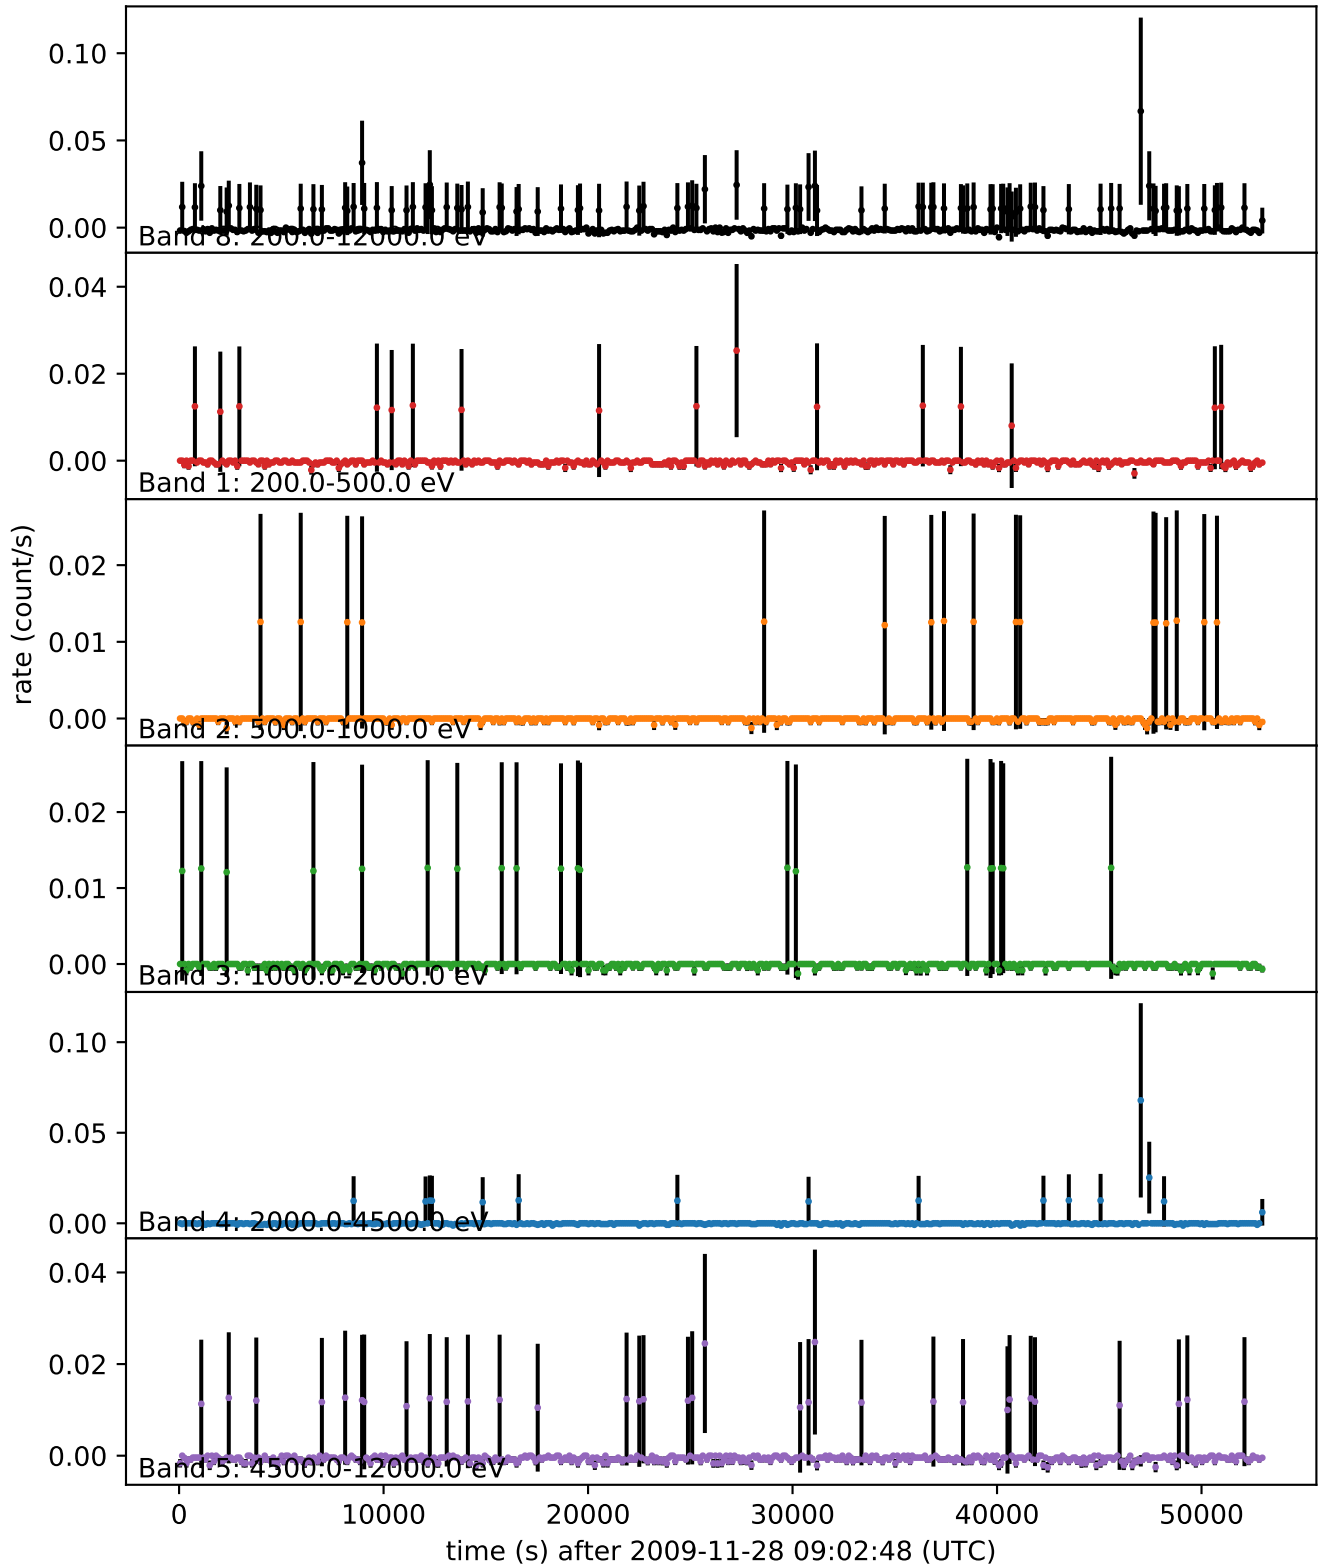 0.10
0.05
0.00
Band 8: 200.0-12000.0 eV
0.04
0.02
0.00
Band 1: 200.0-500.0 eV
rate (count/s)
0.02
0.01
0.00
Band 2: 500.0-1000.0 eV
0.02
0.01
0.00
Band 3: 1000.0-2000.0 eV
0.10
0.05
0.00
Band 4: 2000.0-4500.0 eV
0.04
0.02
0.00
Band 5: 4500.0-12000.0 eV
0 10000 20000 30000 40000 50000
time (s) after 2009-11-28 09:02:48 (UTC)